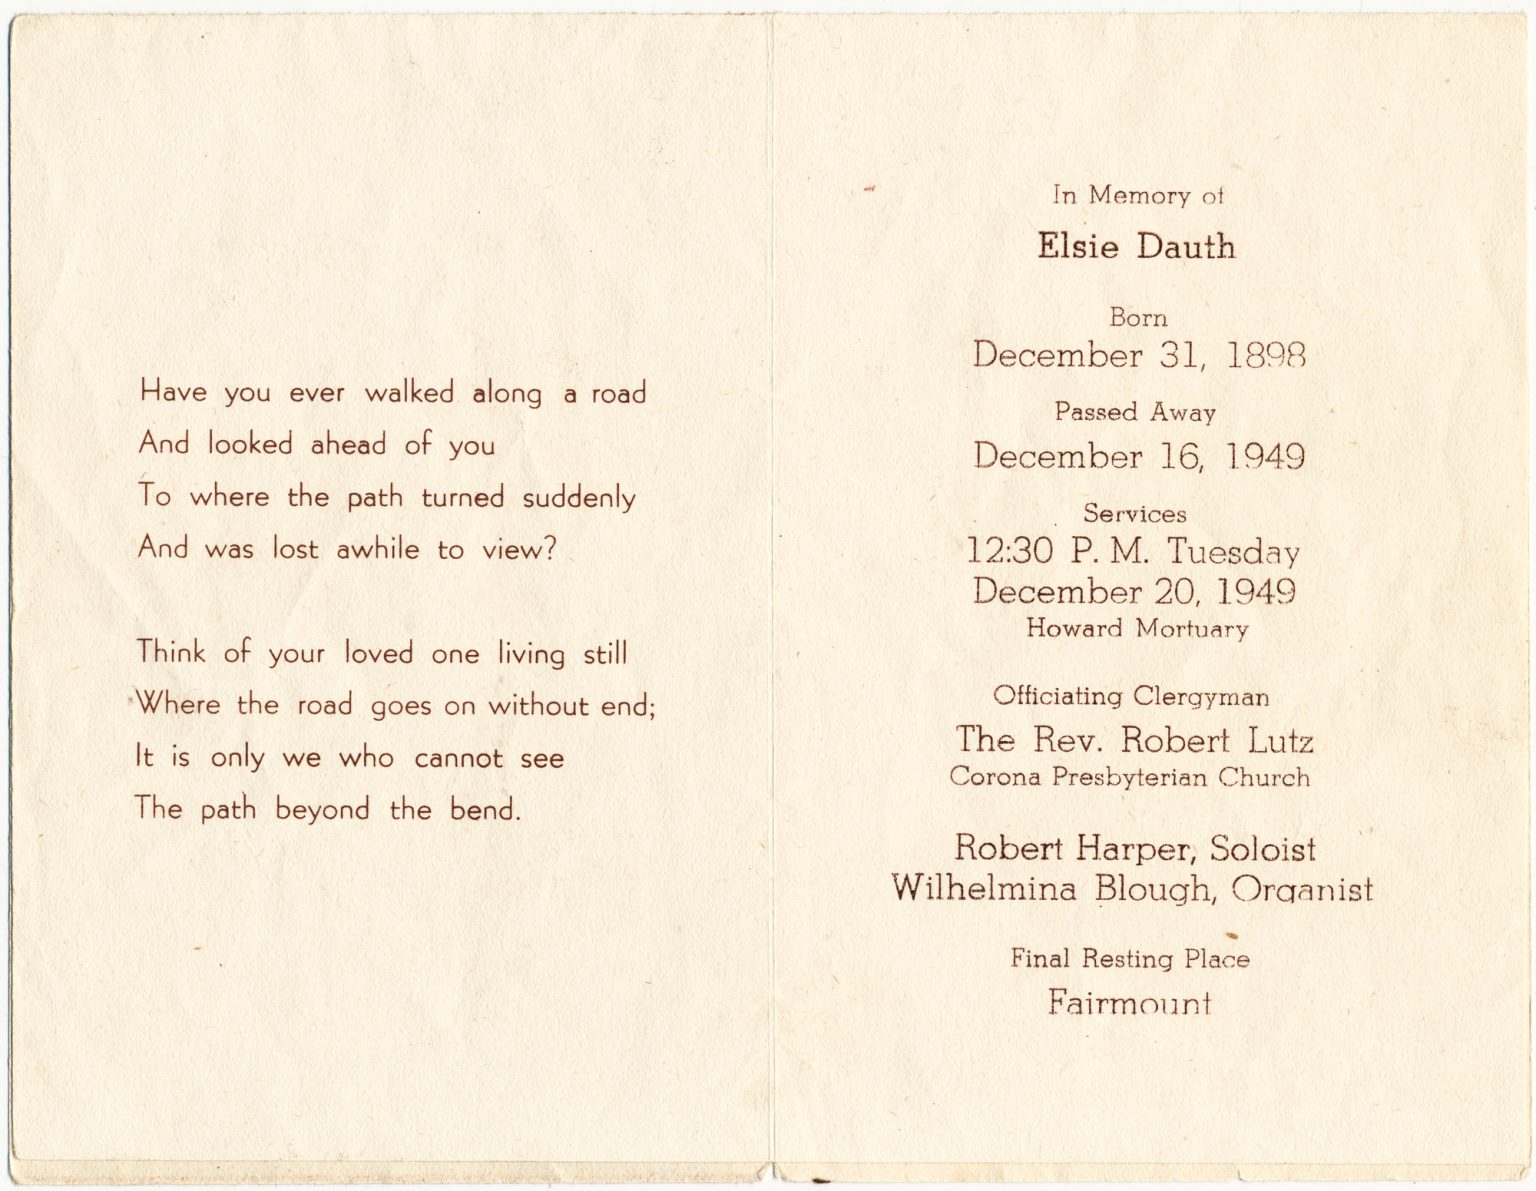 Have you ever walked along a road
And looked ahead of you
To where the path turned suddenly
And was lost awhile to view?
Think of your loved one living still
Where the road goes on without end;
It is only we who cannot see
The path beyond the bend.
In Memory of
Elsie Dauth
Born
December 31, 1898
Passed Away
December 16, 1949
Services
12:30 P. M. Tuesday
December 20, 1949
Howard Mortuary
Officiating Clergyman
The Rev. Robert Lutz
Corona Presbyterian Church
Robert Harper, Soloist
Wilhelmina Blough, Organist
Final Resting Place
Fairmount